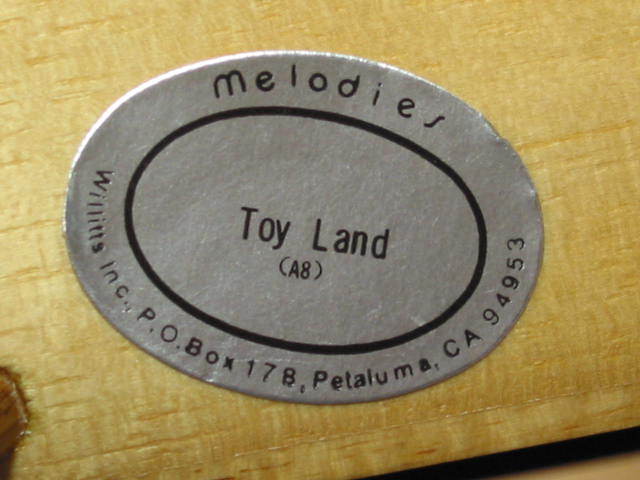 melodies
Toy Land
(A8)
Willitts Inc., P.O.Box 178, Petaluma, CA 94953